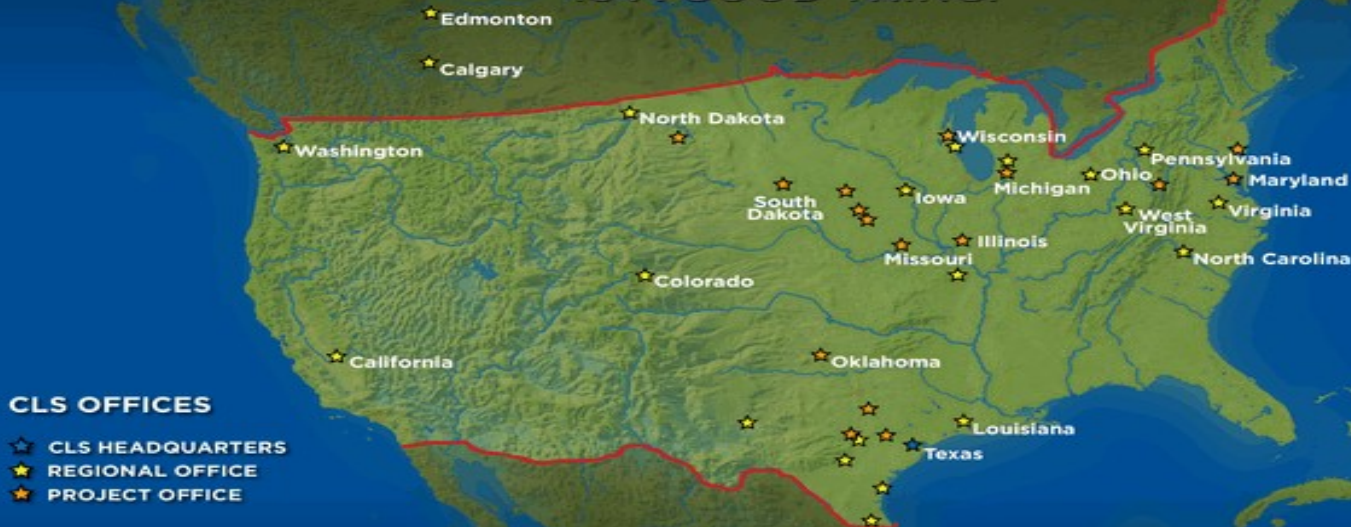 Edmonton
Calgary
North Dakota
Washington
Wisconsin
Pennsylvania
Ohio
Maryland
Michigan
South
Dakota
Iowa
West
Virginia
Virginia
Illinois
Missouri
North Carolina
Colorado
California
Oklahoma
Louisiana
Texas
CLS OFFICES
CLS HEADQUARTERS
REGIONAL OFFICE
PROJECT OFFICE